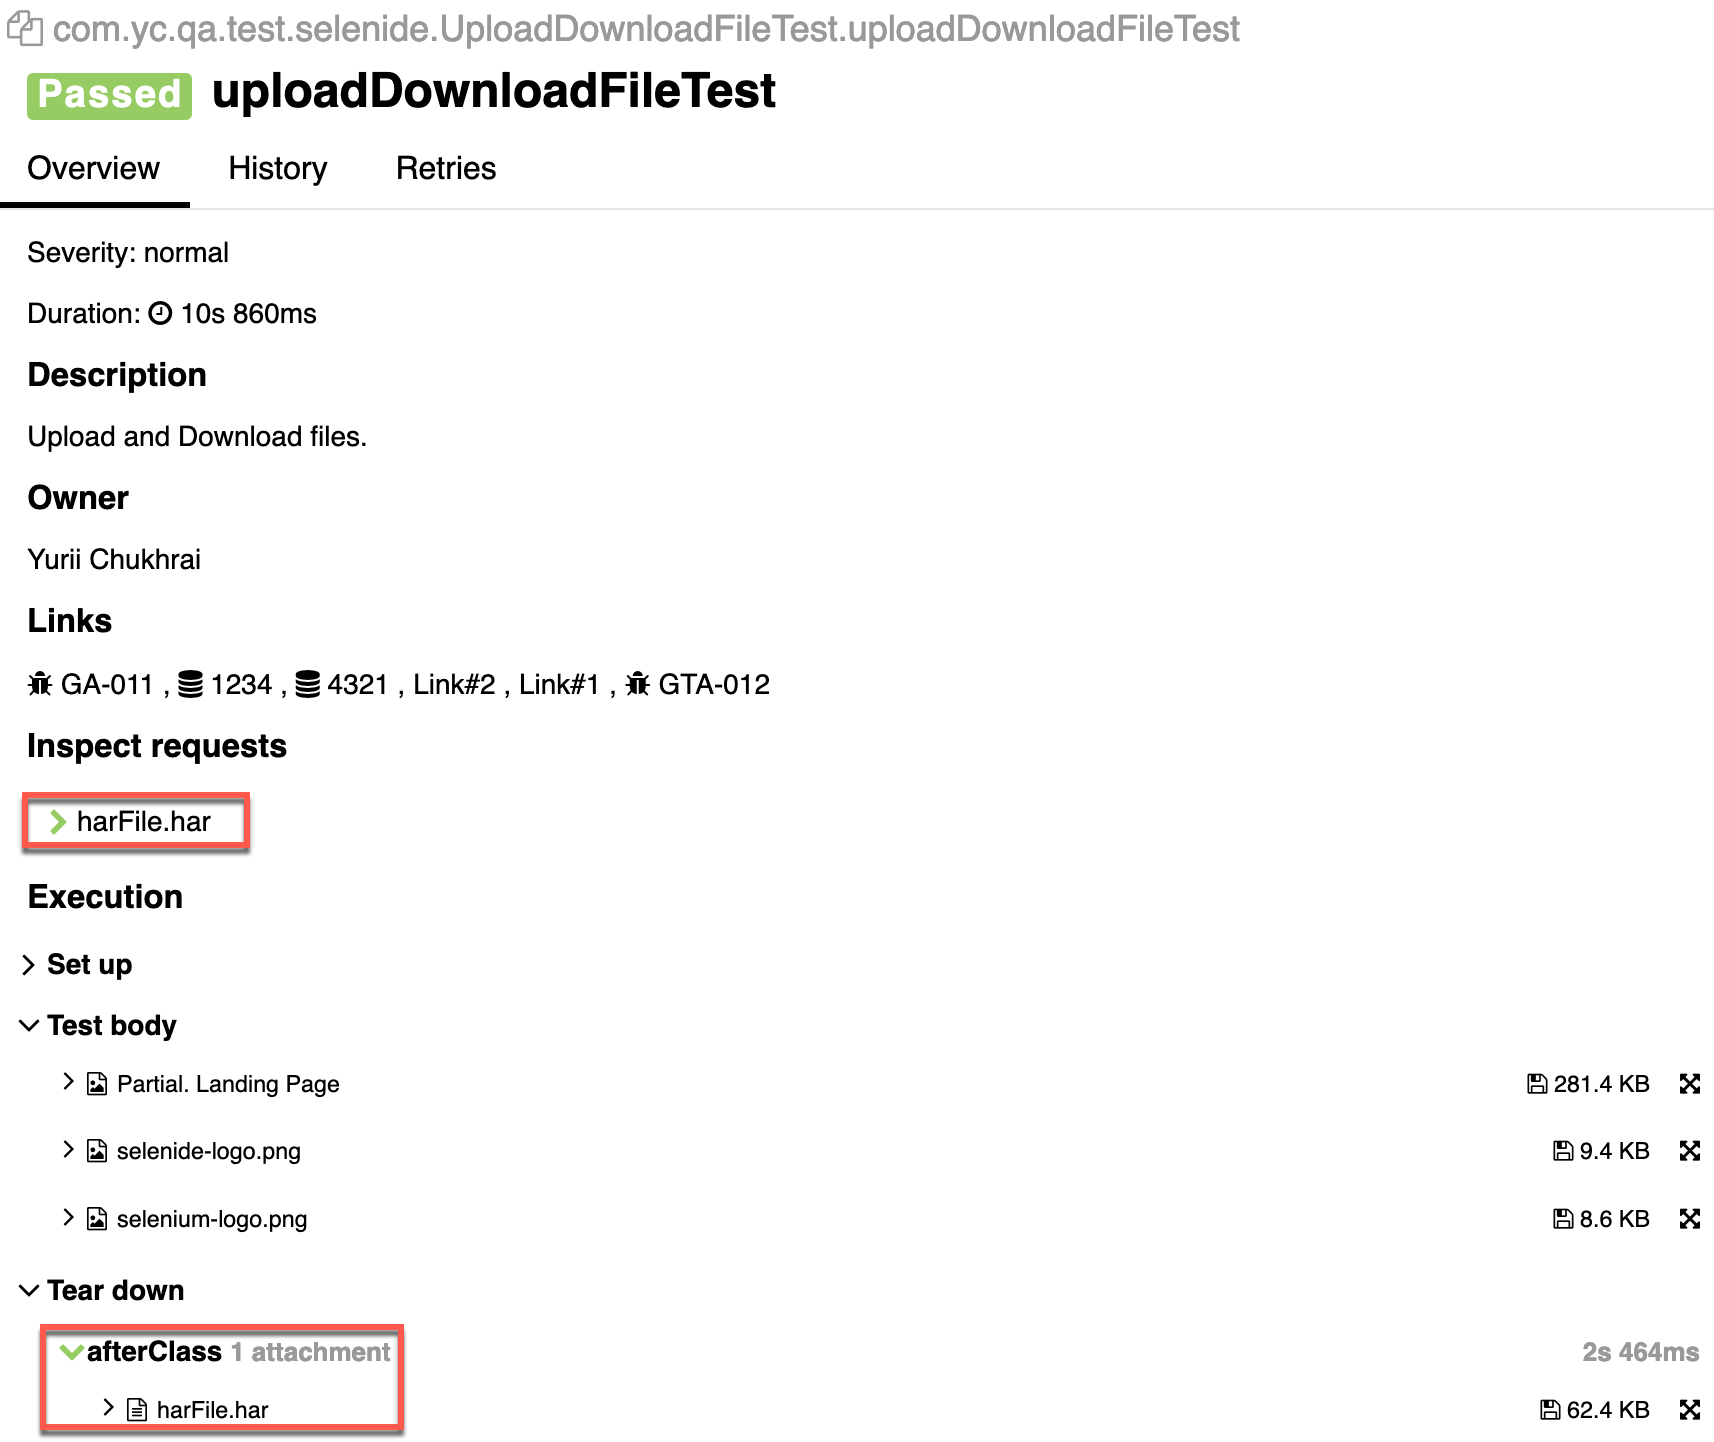 com.yc.qa.test.selenide.UploadDownloadFileTest.uploadDownloadFileTest
Passed uploadDownloadFileTest
Overview History Retries
Severity: normal
Duration: 10s 860ms
Description
Upload and Download files.
Owner
Yurii Chukhrai
Links
GA-011 , 1234 , 4321 , Link#2 , Link#1 , GTA-012
Inspect requests
harFile.har
Execution
Set up
Test body
Partial. Landing Page 281.4 KB
selenide-logo.png 9.4 KB
selenium-logo.png 8.6 KB
Tear down
afterClass 1 attachment 2s 464ms
harFile.har 62.4 KB